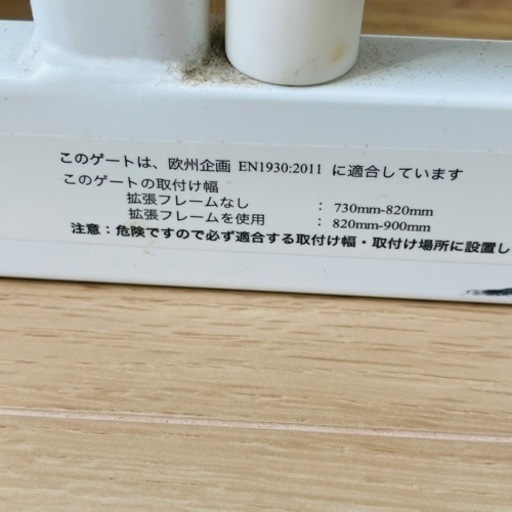 このゲートは、欧州企画 EN1930:2011 に適合しています
このゲートの取付け幅
拡張フレームなし : 730mm-820mm
拡張フレームを使用 : 820mm-900mm
注意：危険ですので必ず適合する取付け幅・取付け場所に設置し